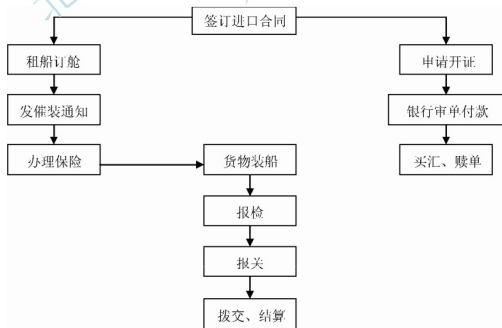 签订进口合同
租船订舱
申请开证
发催装通知
银行审单付款
办理保险
货物装船
买汇、赎单
报检
报关
拨交、结算